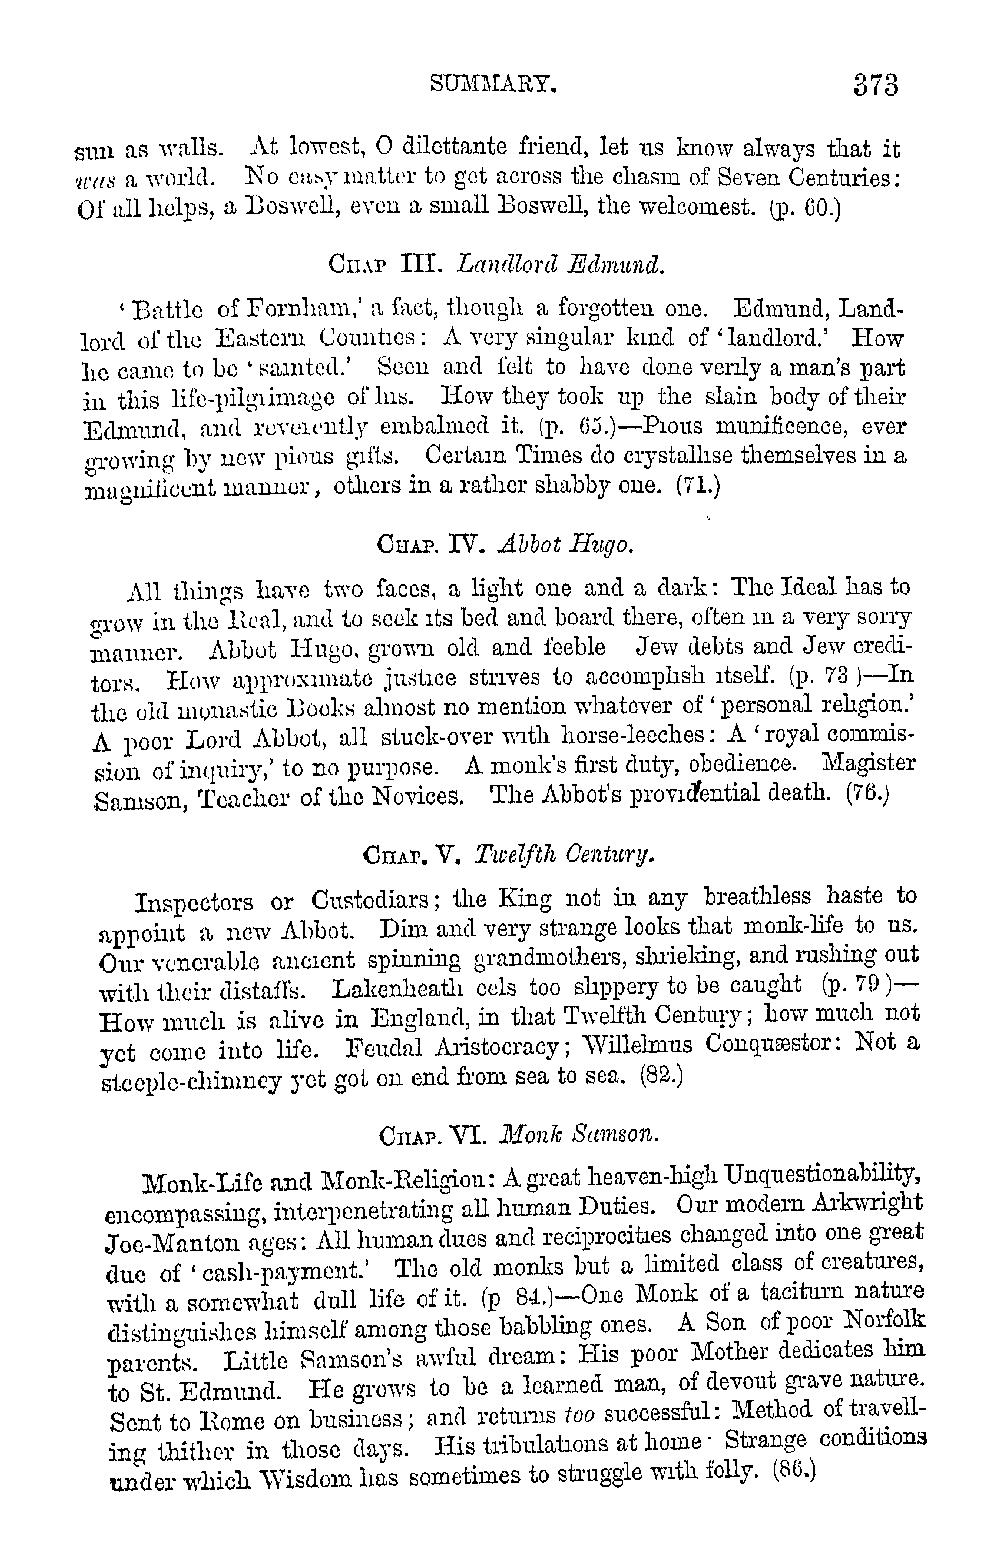 SUMMARY. 373
sun as walls. At lowest, O dilettante friend, let us know always that it
was a world. No easy matter to get across the chasm of Seven Centuries:
Of all helps, a Boswell, even a small Boswell, the welcomest. (p. 60.)
CHAP III. Landlord Edmund.
‘Battle of Fornham,’ a fact, though a forgotten one. Edmund, Land-
lord of the Eastern Counties: A very singular kind of ‘landlord.’ How
he came to be ‘sainted.’ Seen and felt to have done verily a man's part
in this life-pilgrimage of his. How they took up the slain body of their
Edmund, and reverently embalmed it. (p. 65.)—Pious munificence, ever
growing by new pious gifts. Certain Times do crystallise themselves in a
magnificent manner, others in a rather shabby one. (71.)
CHAP. IV. Abbot Hugo.
All things have two faces, a light one and a dark: The Ideal has to
grow in the Real, and to seek its bed and board there, often in a very sorry
manner. Abbot Hugo, grown old and feeble Jew debts and Jew credi-
tors. How approximate justice strives to accomplish itself. (p. 73 )—In
the old monastic Books almost no mention whatever of ‘personal religion.’
A poor Lord Abbot, all stuck-over with horse-leeches: A ‘royal commis-
sion of inquiry,’ to no purpose. A monk's first duty, obedience. Magister
Samson, Teacher of the Novices. The Abbot's providential death. (76.)
CHAP. V. Twelfth Century.
Inspectors or Custodiars; the King not in any breathless haste to
appoint a new Abbot. Dim and very strange looks that monk-life to us.
Our venerable ancient spinning grandmothers, shrieking, and rushing out
with their distaffs. Lakenheath eels too slippery to be caught (p. 79 )—
How much is alive in England, in that Twelfth Century; how much not
yet come into life. Feudal Aristocracy; Willelmus Conquæstor: Not a
steeple-chimney yet got on end from sea to sea. (82.)
CHAP. VI. Monk Samson.
Monk-Life and Monk-Religion: A great heaven-high Unquestionability,
encompassing, interpenetrating all human Duties. Our modern Arkwright
Joe-Manton ages: All human dues and reciprocities changed into one great
due of ‘cash-payment.’ The old monks but a limited class of creatures,
with a somewhat dull life of it. (p 84.)—One Monk of a taciturn nature
distinguishes himself among those babbling ones. A Son of poor Norfolk
parents. Little Samson's awful dream: His poor Mother dedicates him
to St. Edmund. He grows to be a learned man, of devout grave nature.
Sent to Rome on business; and returns too successful: Method of travell-
ing thither in those days. His tribulations at home· Strange conditions
under which Wisdom has sometimes to struggle with folly. (86.)